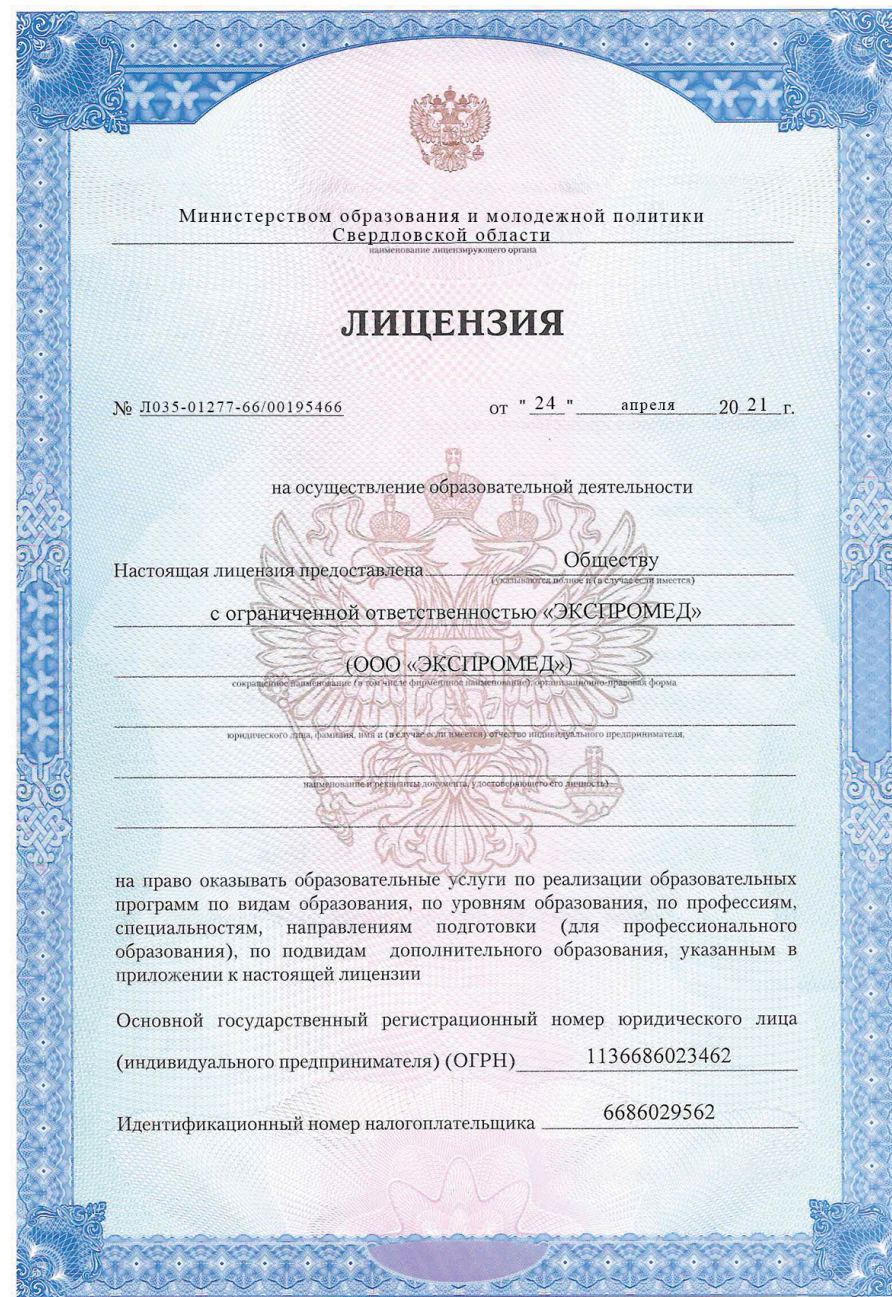 Министерством образования и молодежной политики
Свердловской области
наименование лицензирующего органа
ЛИЦЕНЗИЯ
№ Л035-01277-66/00195466 от "24" апреля 2021 г.
на осуществление образовательной деятельности
Настоящая лицензия предоставлена Обществу
(указываются полное и (в случае если имеется)
с ограниченной ответственностью «ЭКСПРОМЕД»
(ООО «ЭКСПРОМЕД»)
сокращенное наименование (в том числе фирменное наименование), организационно-правовая форма
юридического лица, фамилия, имя и (в случае если имеется) отчество индивидуального предпринимателя,
наименование и реквизиты документа, удостоверяющего его личность)
на право оказывать образовательные услуги по реализации образовательных
программ по видам образования, по уровням образования, по профессиям,
специальностям, направлениям подготовки (для профессионального
образования), по подвидам дополнительного образования, указанным в
приложении к настоящей лицензии
Основной государственный регистрационный номер юридического лица
(индивидуального предпринимателя) (ОГРН) 1136686023462
Идентификационный номер налогоплательщика 6686029562